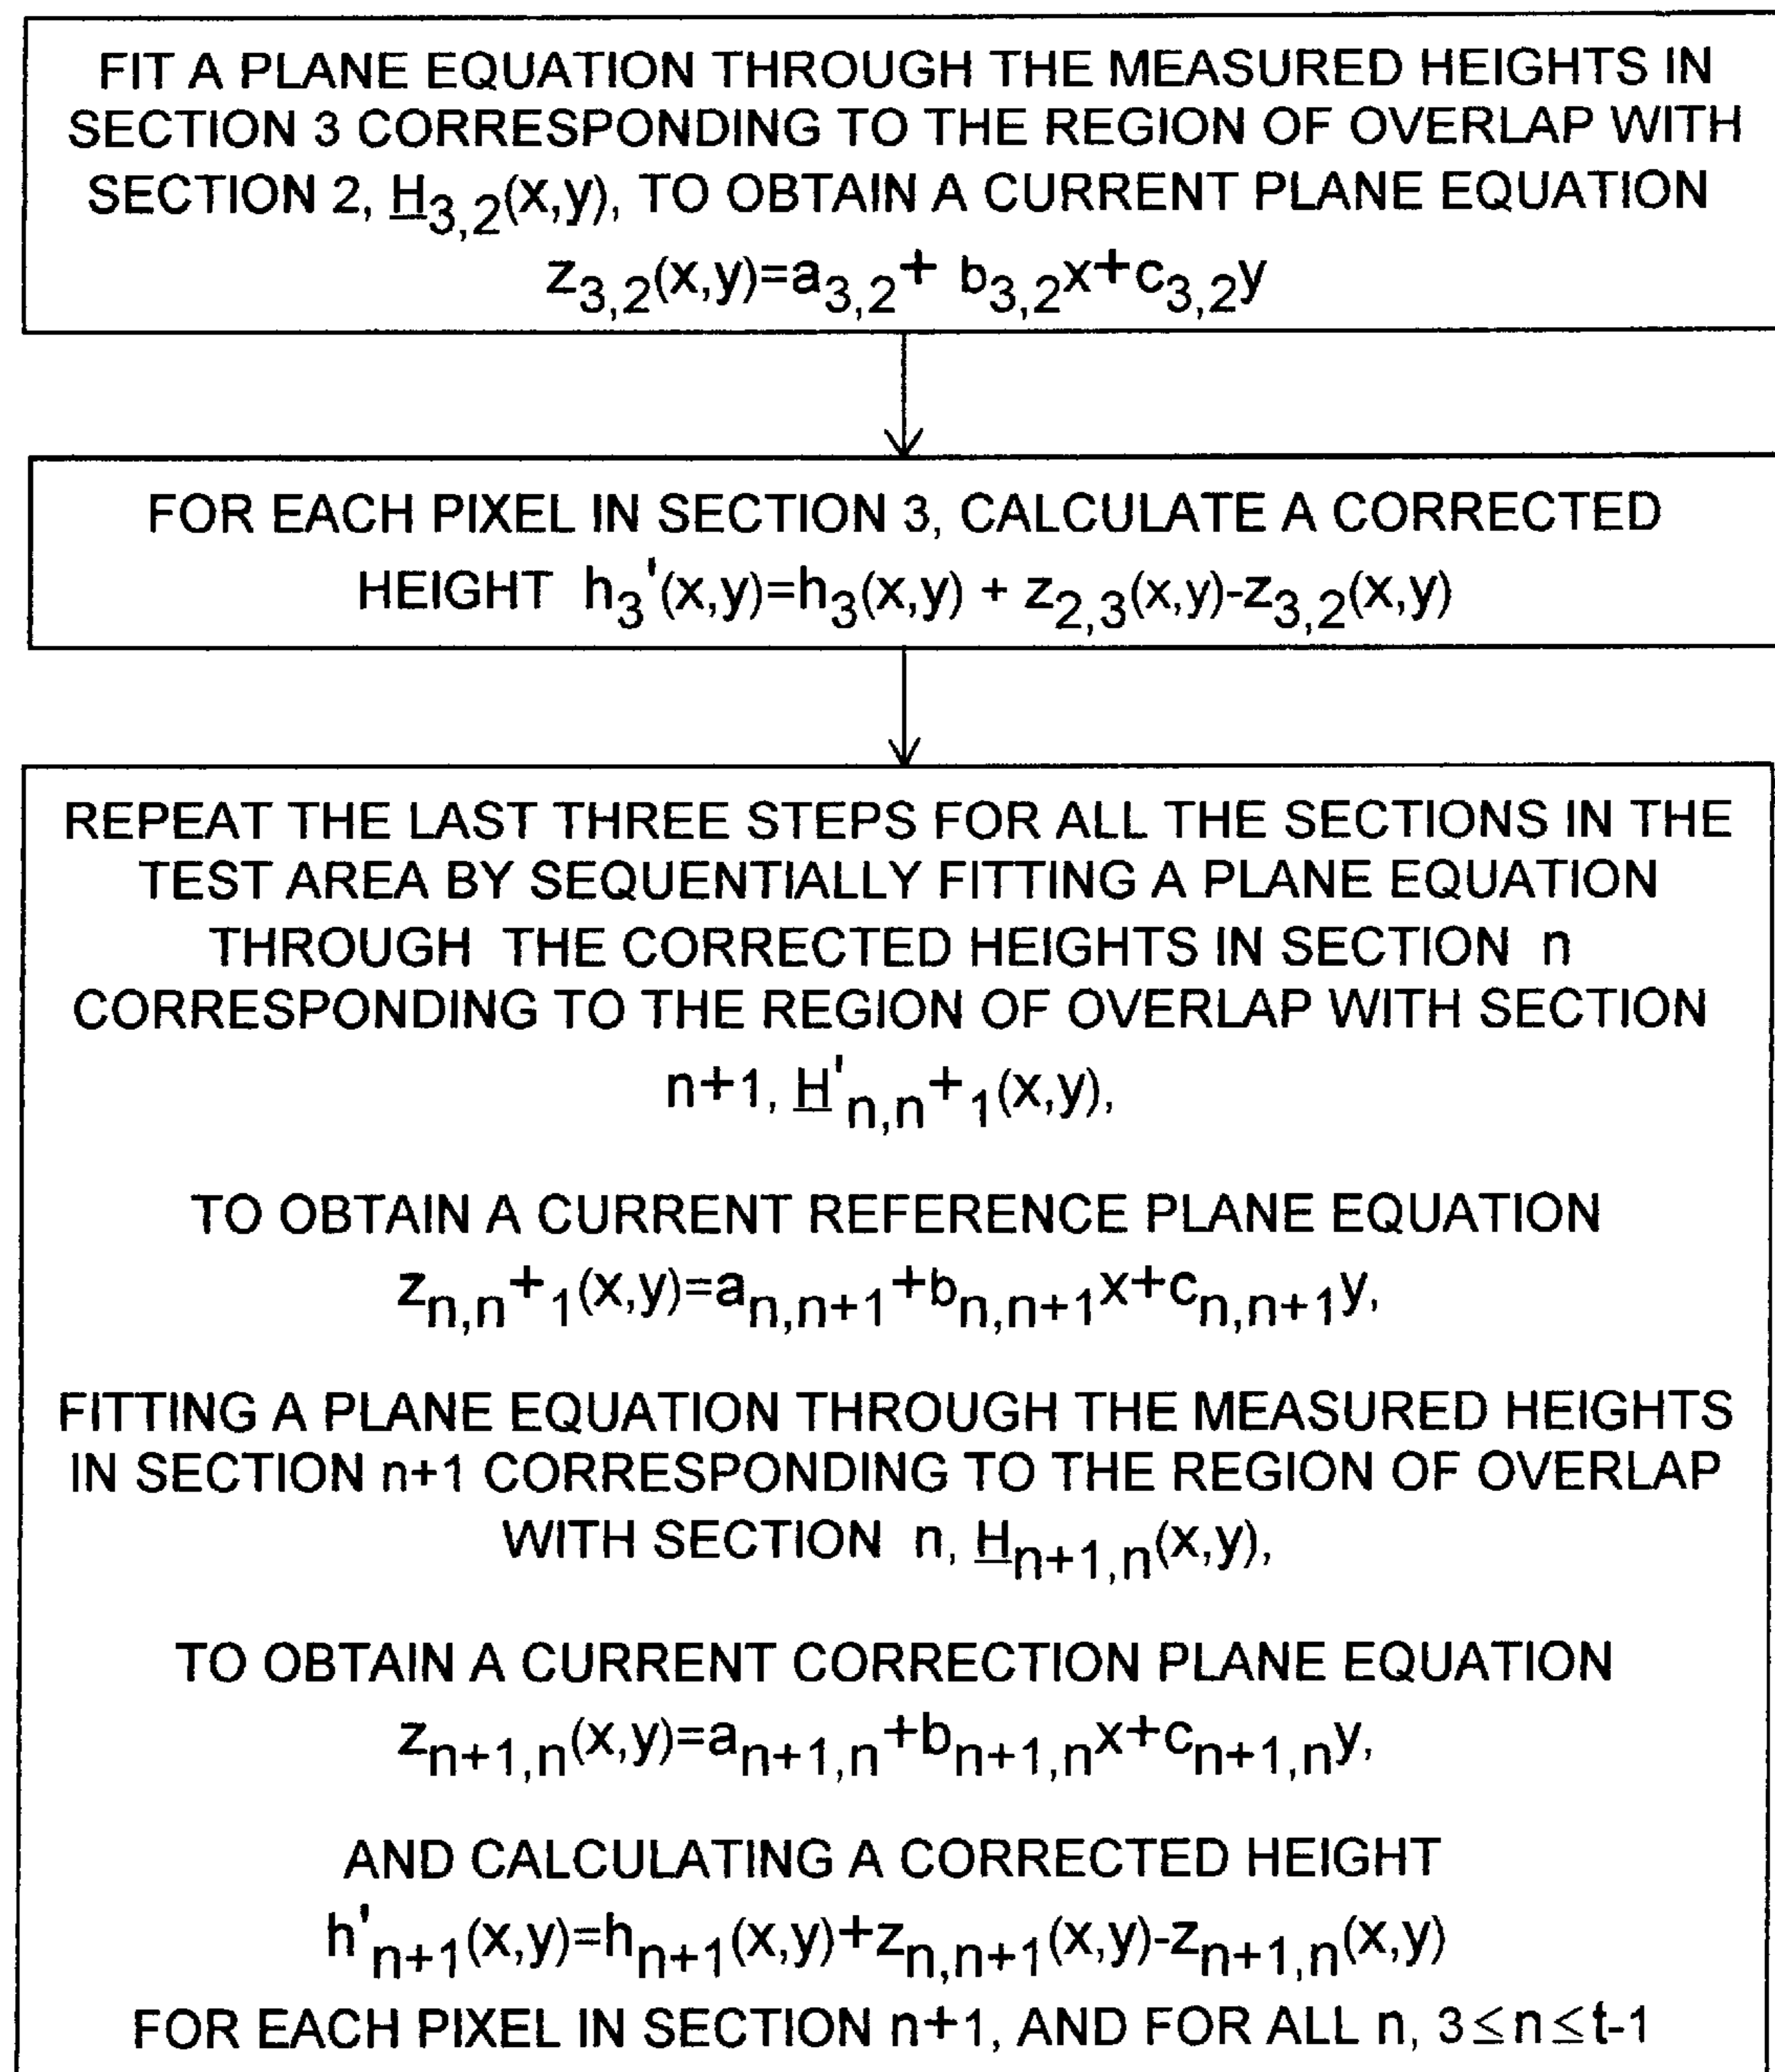 FIT A PLANE EQUATION THROUGH THE MEASURED HEIGHTS IN
SECTION 3 CORRESPONDING TO THE REGION OF OVERLAP WITH
SECTION 2, H3,2(x,y), TO OBTAIN A CURRENT PLANE EQUATION
z3,2(x,y)=a3,2+ b3,2x+c3,2y
FOR EACH PIXEL IN SECTION 3, CALCULATE A CORRECTED
HEIGHT h3'(x,y)=h3(x,y) + z2,3(x,y)-z3,2(x,y)
REPEAT THE LAST THREE STEPS FOR ALL THE SECTIONS IN THE
TEST AREA BY SEQUENTIALLY FITTING A PLANE EQUATION
THROUGH THE CORRECTED HEIGHTS IN SECTION n
CORRESPONDING TO THE REGION OF OVERLAP WITH SECTION
n+1, H'n,n+1(x,y),
TO OBTAIN A CURRENT REFERENCE PLANE EQUATION
zn,n+1(x,y)=an,n+1+bn,n+1x+cn,n+1y,
FITTING A PLANE EQUATION THROUGH THE MEASURED HEIGHTS
IN SECTION n+1 CORRESPONDING TO THE REGION OF OVERLAP
WITH SECTION n, Hn+1,n(x,y),
TO OBTAIN A CURRENT CORRECTION PLANE EQUATION
zn+1,n(x,y)=an+1,n+bn+1,nx+cn+1,ny,
AND CALCULATING A CORRECTED HEIGHT
h'n+1(x,y)=hn+1(x,y)+zn,n+1(x,y)-zn+1,n(x,y)
FOR EACH PIXEL IN SECTION n+1, AND FOR ALL n, 3≤n≤t-1